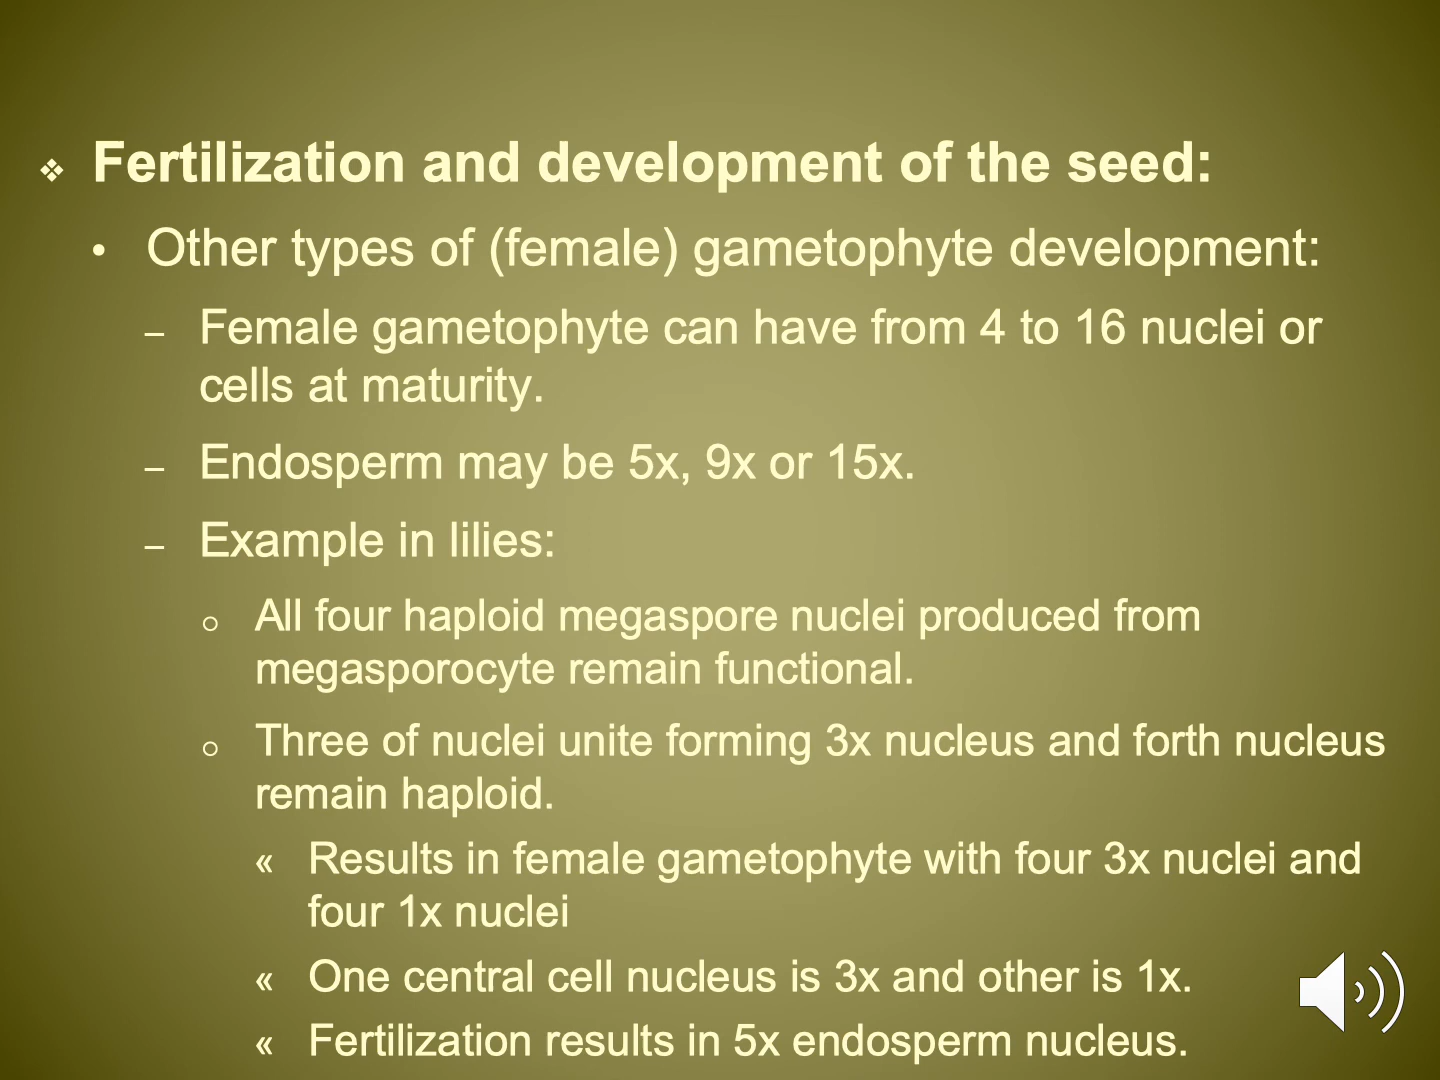 ❖ Fertilization and development of the seed:
• Other types of (female) gametophyte development:
– Female gametophyte can have from 4 to 16 nuclei or
cells at maturity.
– Endosperm may be 5x, 9x or 15x.
– Example in lilies:
o All four haploid megaspore nuclei produced from
megasporocyte remain functional.
o Three of nuclei unite forming 3x nucleus and forth nucleus
remain haploid.
« Results in female gametophyte with four 3x nuclei and
four 1x nuclei
« One central cell nucleus is 3x and other is 1x.
« Fertilization results in 5x endosperm nucleus.